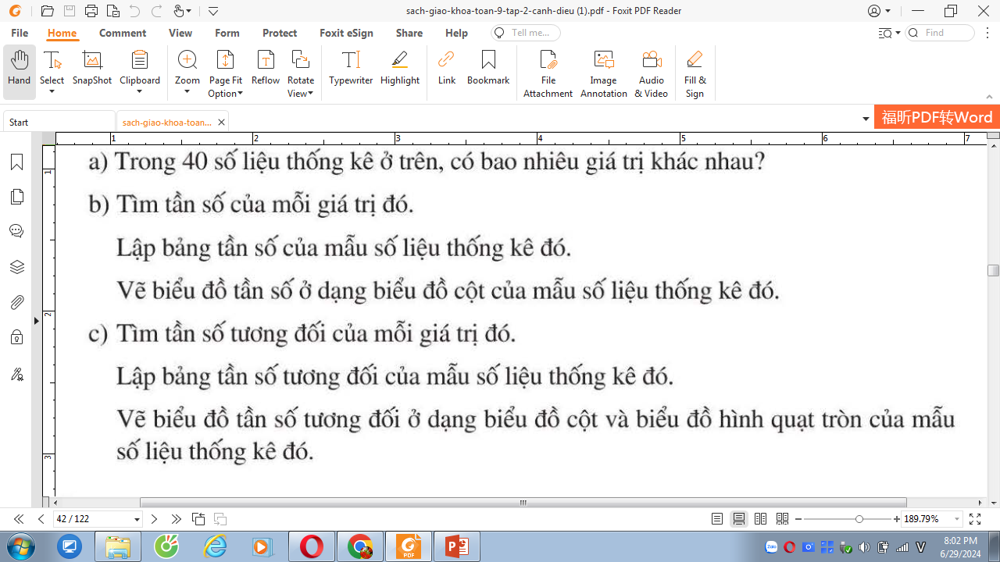 sach-giao-khoa-toan-9-tap-2-canh-dieu (1).pdf - Foxit PDF Reader
File Home Comment View Form Protect Foxit eSign Share Help Tell me... Find
Hand Select SnapShot Clipboard Zoom Page Fit Option Reflow Rotate View Typewriter Highlight Link Bookmark File Attachment Image Annotation Audio & Video Fill & Sign
Start sach-giao-khoa-toan... 福昕PDF转Word
1 2 3 4 5 6 7
1
2
3
a) Trong 40 số liệu thống kê ở trên, có bao nhiêu giá trị khác nhau?
b) Tìm tần số của mỗi giá trị đó.
Lập bảng tần số của mẫu số liệu thống kê đó.
Vẽ biểu đồ tần số ở dạng biểu đồ cột của mẫu số liệu thống kê đó.
c) Tìm tần số tương đối của mỗi giá trị đó.
Lập bảng tần số tương đối của mẫu số liệu thống kê đó.
Vẽ biểu đồ tần số tương đối ở dạng biểu đồ cột và biểu đồ hình quạt tròn của mẫu
số liệu thống kê đó.
42 / 122 189.79%
PDF
Zalo
V
8:02 PM
6/29/2024